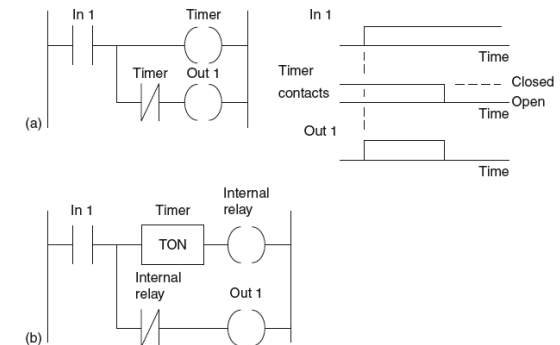 In 1
Timer
Timer
Out 1
(a)
In 1
Time
Timer
contacts
Closed
Open
Time
Out 1
Time
In 1
Timer
Internal
relay
TON
Internal
relay
Out 1
(b)